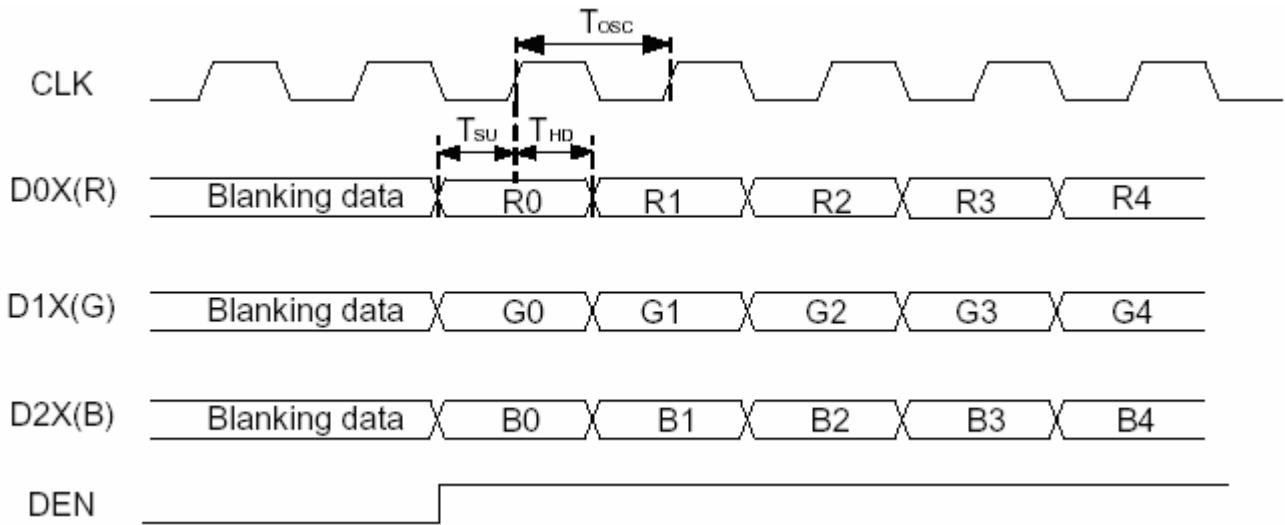 Tosc
CLK
TSU THD
D0X(R) Blanking data R0 R1 R2 R3 R4
D1X(G) Blanking data G0 G1 G2 G3 G4
D2X(B) Blanking data B0 B1 B2 B3 B4
DEN